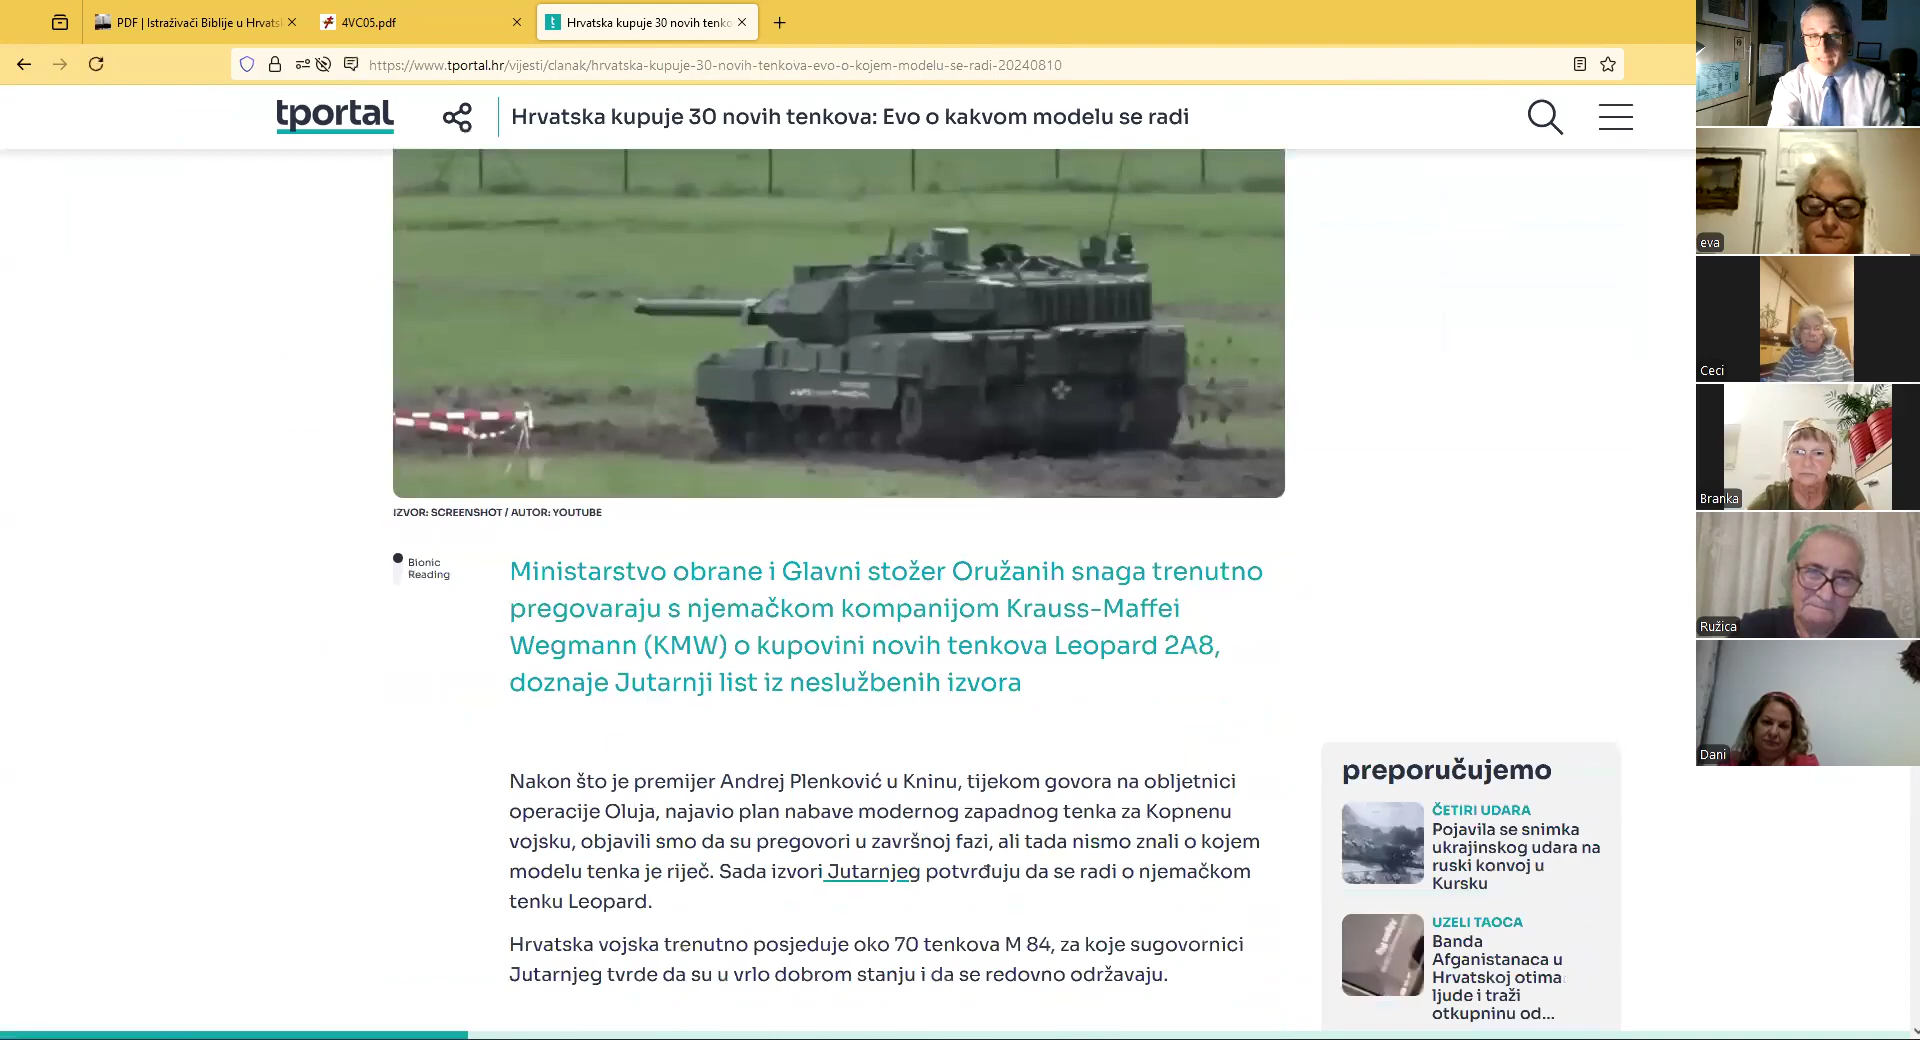 PDF | Istraživači Biblije u Hrvats
4VC05.pdf
Hrvatska kupuje 30 novih tenko
https://www.tportal.hr/vijesti/clanak/hrvatska-kupuje-30-novih-tenkova-evo-o-kojem-modelu-se-radi-20240810
tportal
Hrvatska kupuje 30 novih tenkova: Evo o kakvom modelu se radi
IZVOR: SCREENSHOT / AUTOR: YOUTUBE
Bionic
Reading
Ministarstvo obrane i Glavni stožer Oružanih snaga trenutno
pregovaraju s njemačkom kompanijom Krauss-Maffei
Wegmann (KMW) o kupovini novih tenkova Leopard 2A8,
doznaje Jutarnji list iz neslužbenih izvora
Nakon što je premijer Andrej Plenković u Kninu, tijekom govora na obljetnici
operacije Oluja, najavio plan nabave modernog zapadnog tenka za Kopnenu
vojsku, objavili smo da su pregovori u završnoj fazi, ali tada nismo znali o kojem
modelu tenka je riječ. Sada izvori Jutarnjeg potvrđuju da se radi o njemačkom
tenku Leopard.
Hrvatska vojska trenutno posjeduje oko 70 tenkova M 84, za koje sugovornici
Jutarnjeg tvrde da su u vrlo dobrom stanju i da se redovno održavaju.
preporučujemo
ČETIRI UDARA
Pojavila se snimka
ukrajinskog udara na
ruski konvoj u
Kursku
UZELI TAOCA
Banda
Afganistanaca u
Hrvatskoj otima
ljude i traži
otkupninu od...
eva
Ceci
Branka
Ružica
Dani